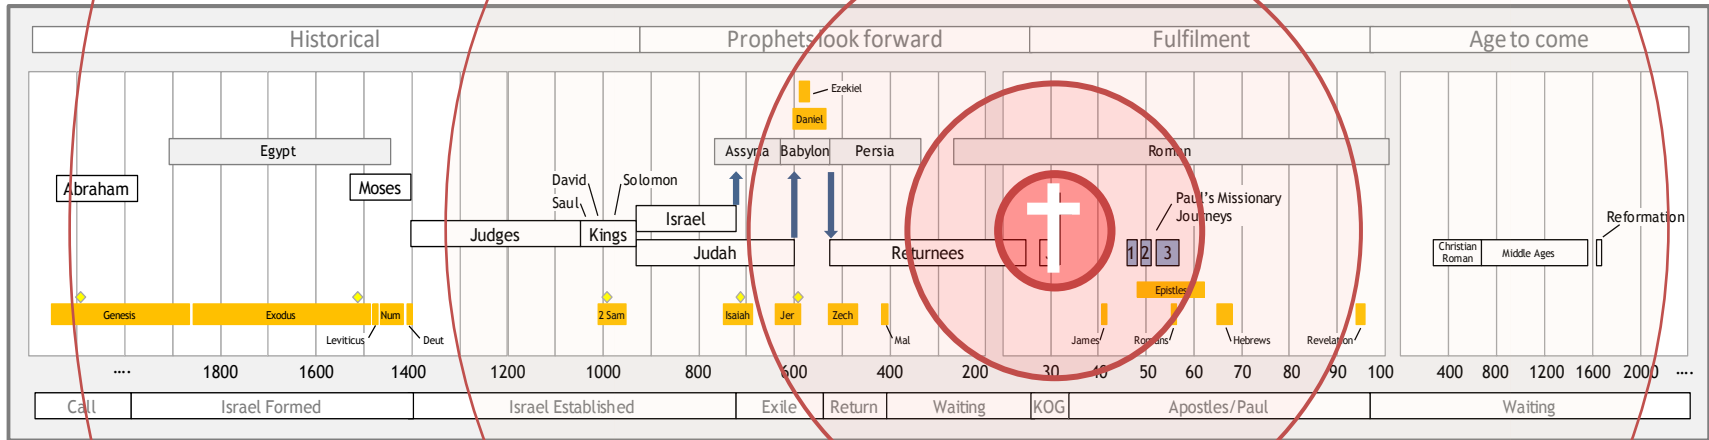 Historical
Prophets look forward
Fulfilment
Age to come
Ezekiel
Daniel
Egypt
Assyria
Babylon
Persia
Roman
Abraham
Moses
David
Solomon
Saul
Paul's Missionary
Journeys
Israel
Reformation
Judges
Kings
Judah
Returnees
1
2
3
Christian
Roman
Middle Ages
Epistles
Genesis
Exodus
Num
2 Sam
Isaiah
Jer
Zech
Leviticus
Deut
Mal
James
Romans
Hebrews
Revelation
.... 1800 1600 1400 1200 1000 800 600 400 200 30 40 50 60 70 80 90 100 400 800 1200 1600 2000 ....
Call
Israel Formed
Israel Established
Exile
Return
Waiting
KOG
Apostles/Paul
Waiting